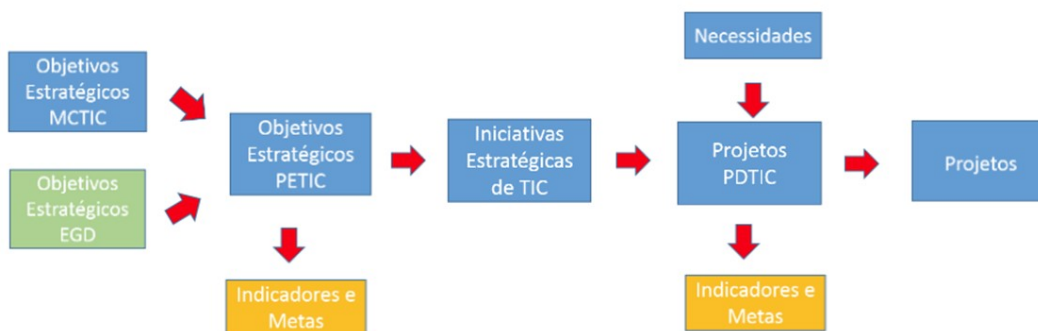 Objetivos
Estratégicos
MCTIC
Objetivos
Estratégicos
EGD
Objetivos
Estratégicos
PETIC
Indicadores e
Metas
Iniciativas
Estratégicas
de TIC
Necessidades
Projetos
PDTIC
Indicadores e
Metas
Projetos